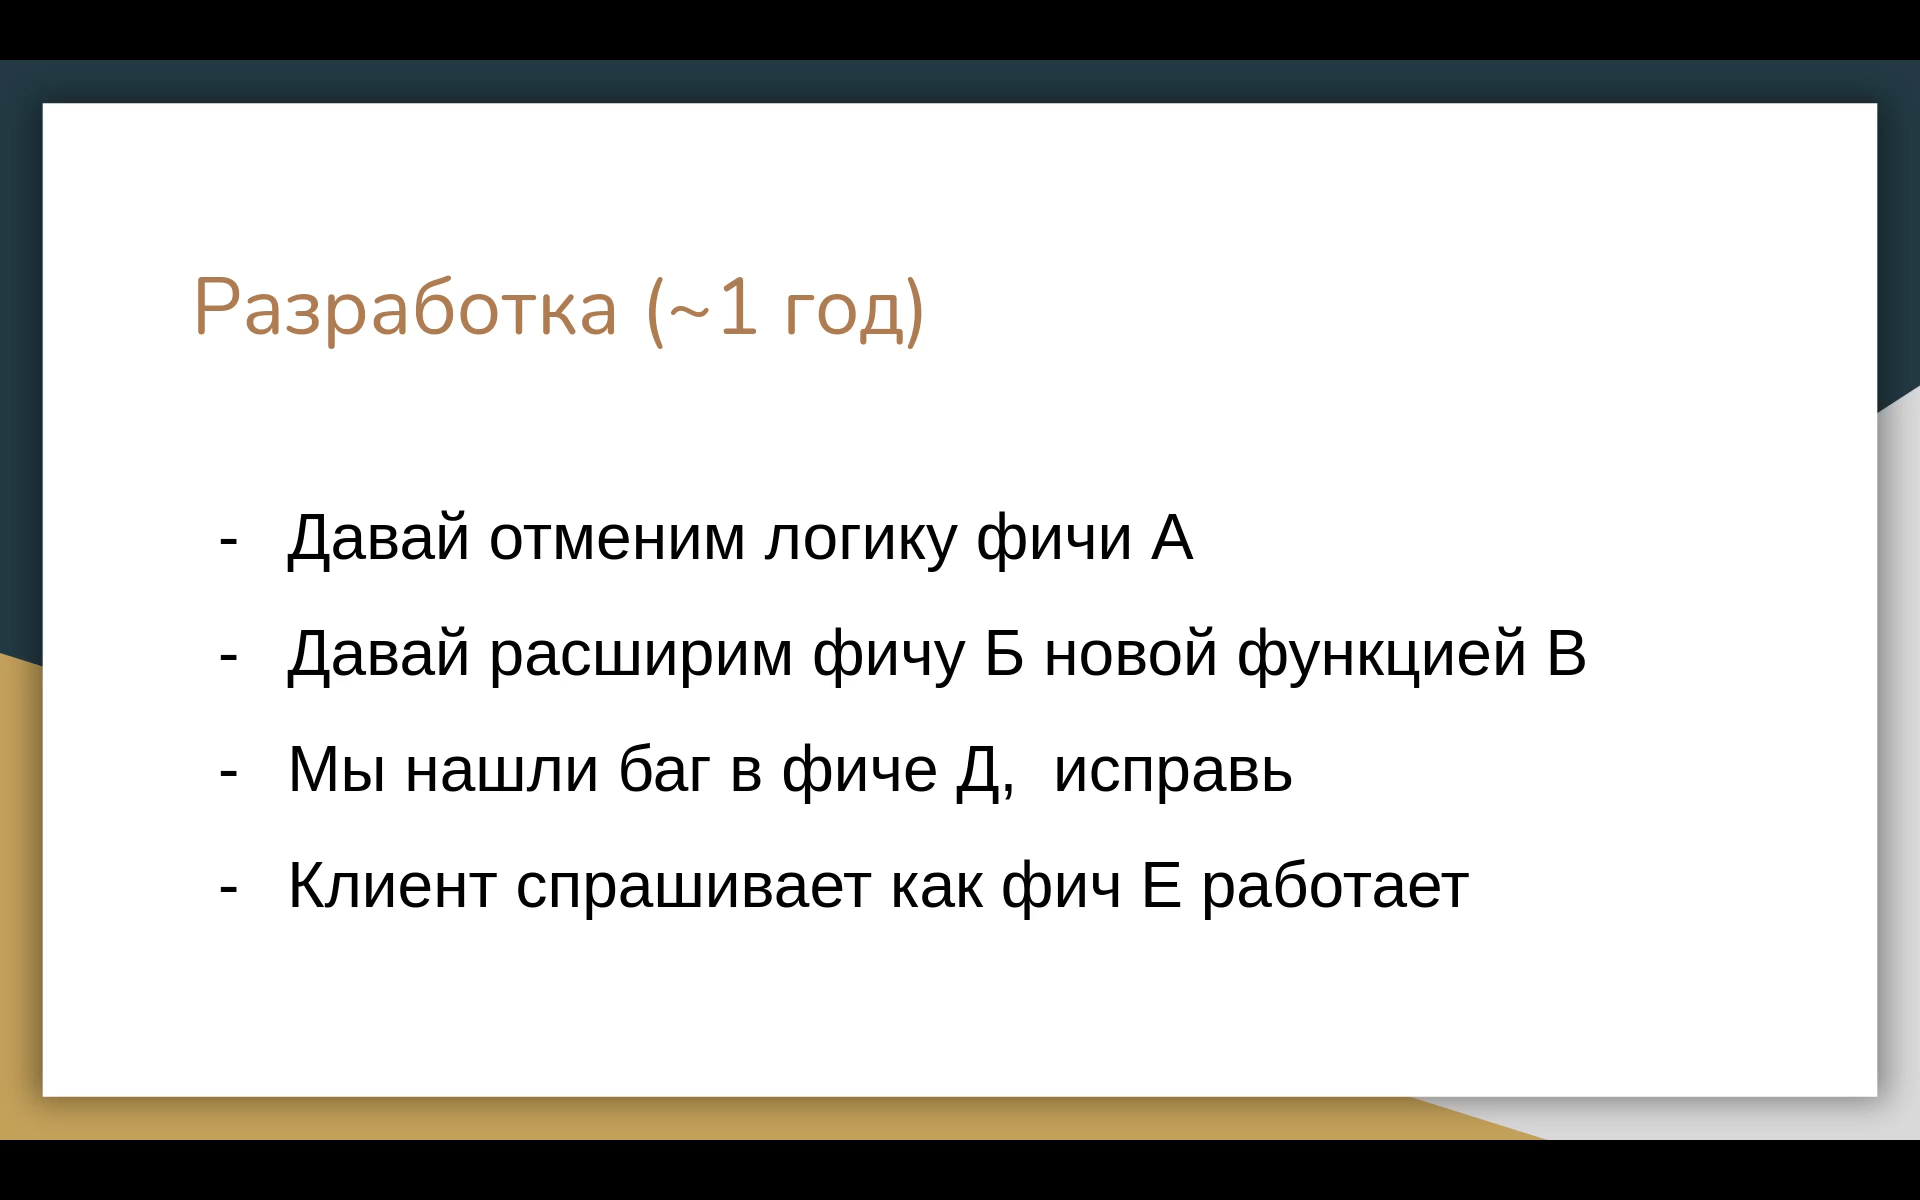 Разработка (~1 год)
- Давай отменим логику фичи А
- Давай расширим фичу Б новой функцией В
- Мы нашли баг в фиче Д,  исправь
- Клиент спрашивает как фич Е работает